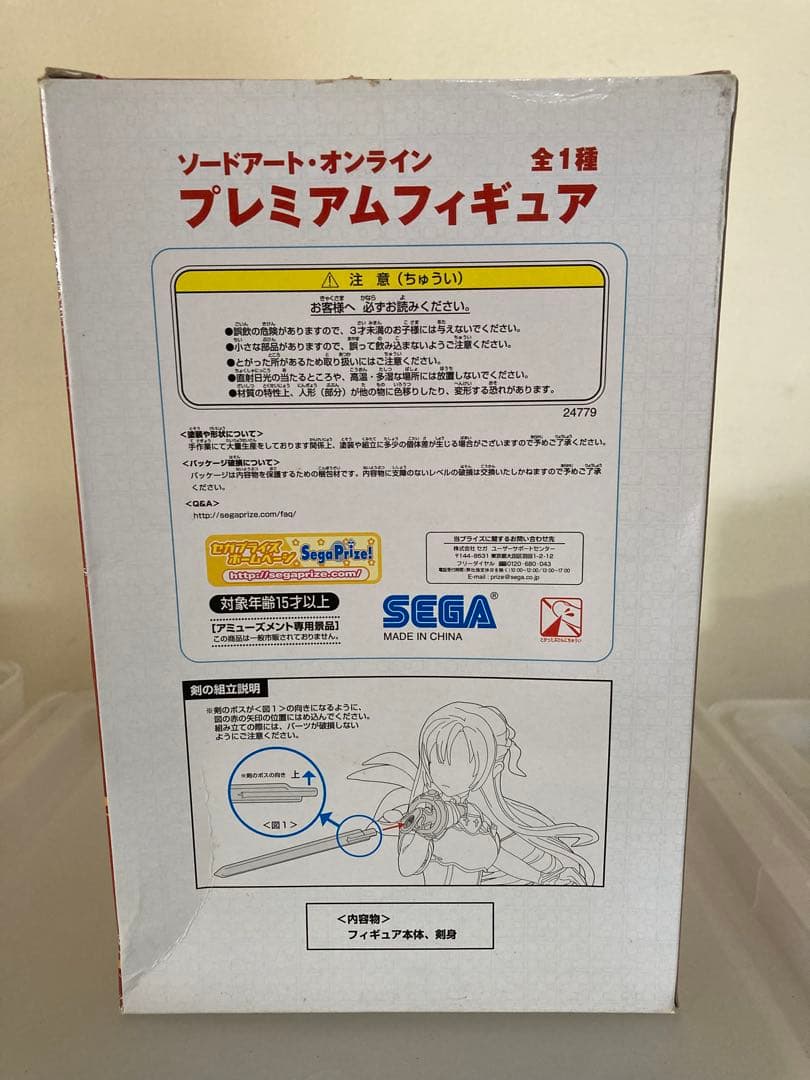 ソードアート・オンライン 全1種
プレミアムフィギュア
⚠ 注 意（ちゅうい）
お客様へ 必ずお読みください。
●誤飲の危険がありますので、3才未満のお子様には与えないでください。
●小さな部品がありますので、誤って飲み込まないようご注意ください。
●とがった所があるため取り扱いにはご注意ください。
●直射日光の当たるところや、高温・多湿な場所には放置しないでください。
●材質の特性上、人形（部分）が他の物に色移りしたり、変形する恐れがあります。
24779
<塗装や形状について>
手作業にて大量生産をしております関係上、塗装や組立に多少の個体差が生じる場合がございますので予めご了承ください。
<パッケージ破損について>
パッケージは内容物を保護するための梱包材です。内容物に支障のないレベルの破損は交換いたしかねますので予めご了承
ください。
<Q&A>
http://segaprize.com/faq/
セガプライズ
ホームページ SegaPrize!
http://segaprize.com/
当プライズに関するお問い合わせ先
株式会社 セガ ユーザーサポートセンター
〒144-8531 東京都大田区羽田1-2-12
フリーダイヤル 0120-680-043
E-mail : prize@sega.co.jp
対象年齢15才以上
[アミューズメント専用景品]
この商品は一般市販されておりません。
SEGA®
MADE IN CHINA
とがったぶぶんにちゅうい
剣の組立説明
※剣のボスが<図1>の向きになるように、
図の赤の矢印の位置にはめ込んでください。
組み立ての際には、パーツが破損しない
ようにご注意ください。
※剣のボスの向き 上
<図1>
<内容物>
フィギュア本体、剣身